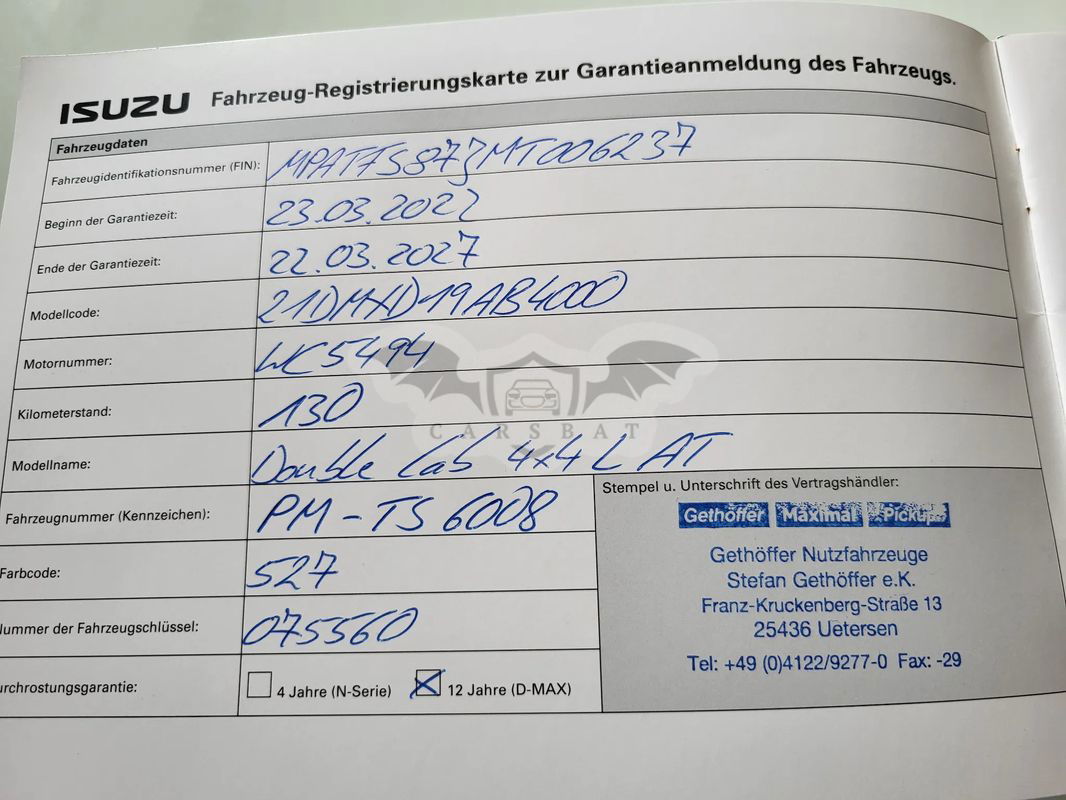 ISUZU Fahrzeug-Registrierungskarte zur Garantieanmeldung des Fahrzeugs.
Fahrzeugdaten
Fahrzeugidentifikationsnummer (FIN): MPATFS87JMT006237
Beginn der Garantiezeit: 23.03.2022
Ende der Garantiezeit: 22.03.2027
Modellcode: 21DMXD19AB4000
Motornummer: WC5494
Kilometerstand: 130
CARSBAT
Modellname: Double Cab 4x4 L AT
Fahrzeugnummer (Kennzeichen): PM-TS 6008
Farbcode: 527
Nummer der Fahrzeugschlüssel: 075560
urchrostungsgarantie: 4 Jahre (N-Serie) 12 Jahre (D-MAX)
Stempel u. Unterschrift des Vertragshändler:
Gethöffer Maximal Pickups
Gethöffer Nutzfahrzeuge
Stefan Gethöffer e.K.
Franz-Kruckenberg-Straße 13
25436 Uetersen
Tel: +49 (0)4122/9277-0 Fax: -29